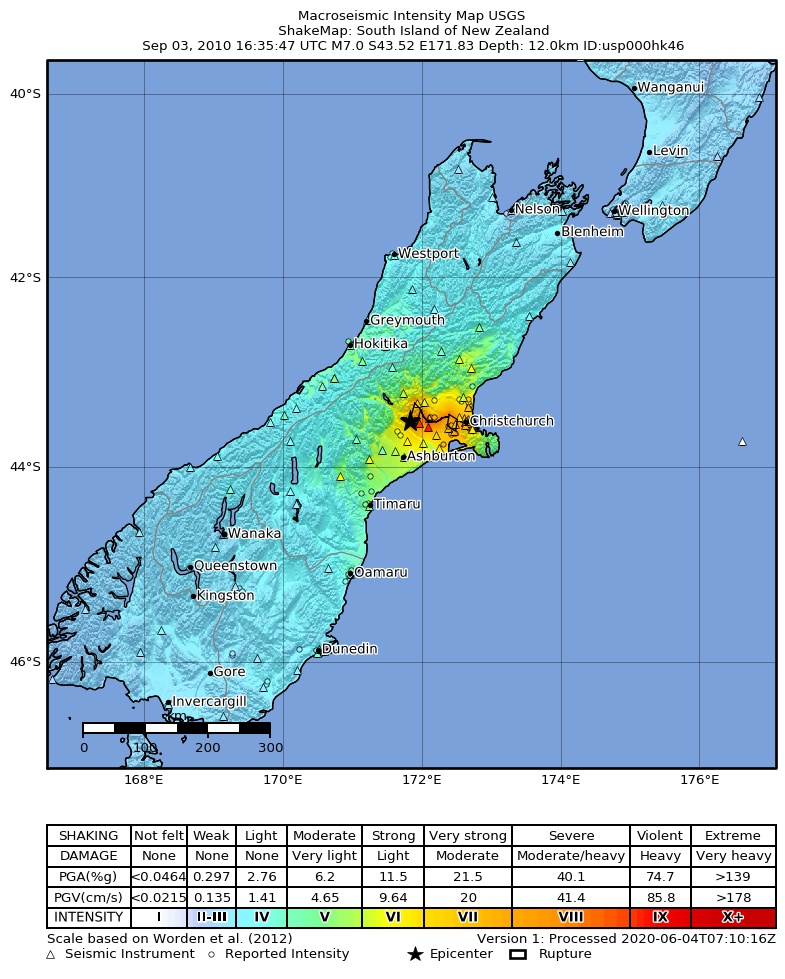 Macroseismic Intensity Map USGS
ShakeMap: South Island of New Zealand
Sep 03, 2010 16:35:47 UTC M7.0 S43.52 E171.83 Depth: 12.0km ID:usp000hk46
40°S
Wanganui
Levin
Nelson
Wellington
Blenheim
Westport
42°S
Greymouth
Hokitika
Christchurch
Ashburton
44°S
Timaru
Wanaka
Queenstown
Oamaru
Kingston
Dunedin
46°S
Gore
Invercargill
km
0 100 200 300
168°E 170°E 172°E 174°E 176°E
SHAKING Not felt Weak Light Moderate Strong Very strong Severe Violent Extreme
DAMAGE None None None Very light Light Moderate Moderate/heavy Heavy Very heavy
PGA(%g) <0.0464 0.297 2.76 6.2 11.5 21.5 40.1 74.7 >139
PGV(cm/s) <0.0215 0.135 1.41 4.65 9.64 20 41.4 85.8 >178
INTENSITY I II-III IV V VI VII VIII IX X+
Scale based on Worden et al. (2012) Version 1: Processed 2020-06-04T07:10:16Z
Seismic Instrument Reported Intensity Epicenter Rupture